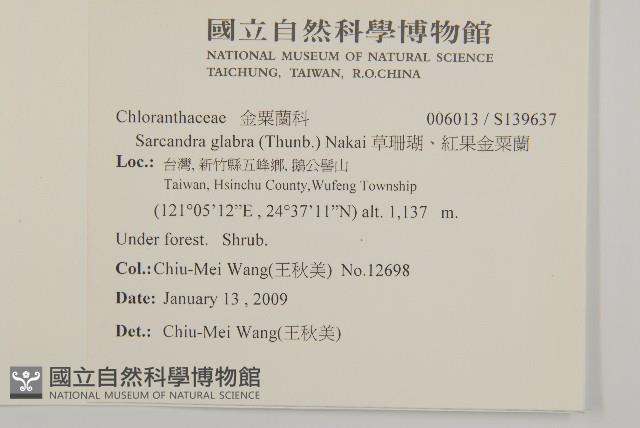 國立自然科學博物館
NATIONAL MUSEUM OF NATURAL SCIENCE
TAICHUNG, TAIWAN, R.O.CHINA
Chloranthaceae 金粟蘭科 006013 / S139637
Sarcandra glabra (Thunb.) Nakai 草珊瑚、紅果金粟蘭
Loc.: 台灣, 新竹縣五峰鄉, 鵝公髻山
Taiwan, Hsinchu County,Wufeng Township
(121°05’12”E , 24°37’11”N) alt. 1,137 m.
Under forest. Shrub.
Col.:Chiu-Mei Wang(王秋美) No.12698
Date: January 13 , 2009
Det.: Chiu-Mei Wang(王秋美)
國立自然科學博物館
NATIONAL MUSEUM OF NATURAL SCIENCE